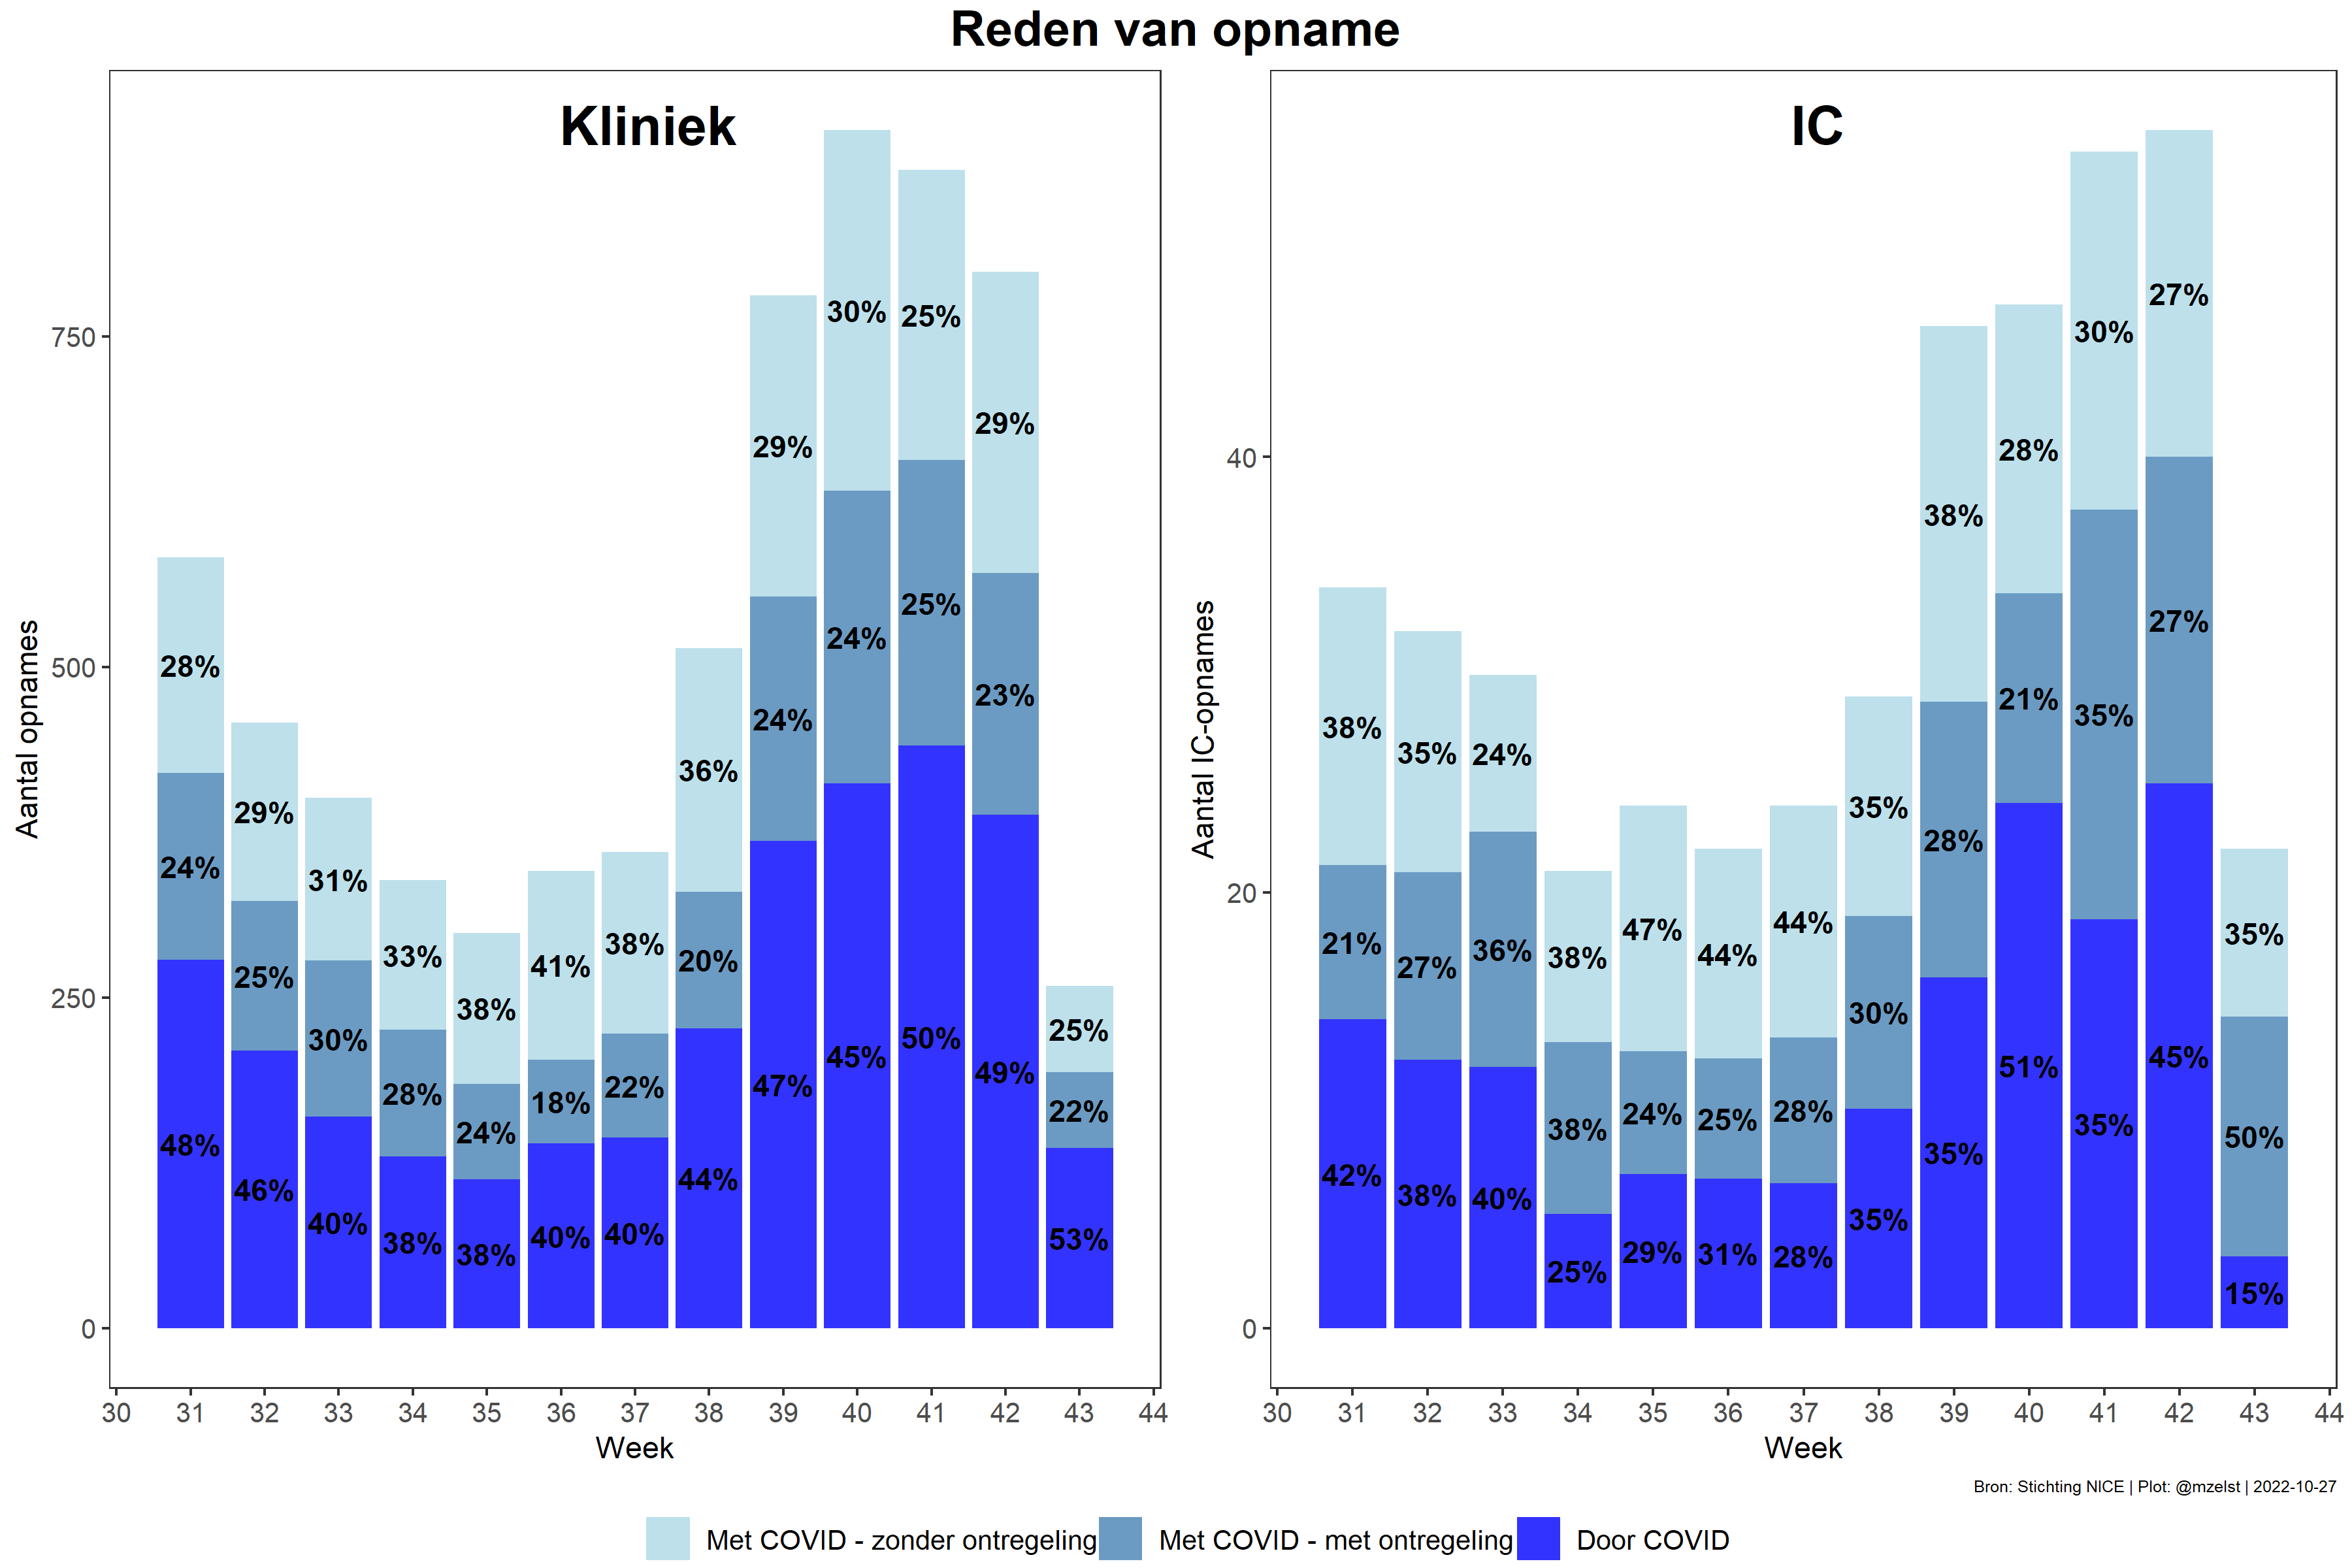 Reden van opname
Kliniek
Aantal opnames
750
500
250
0
28% 29% 31% 33% 38% 41% 38% 36% 29% 30% 25% 29% 25%
24% 25% 30% 28% 24% 18% 22% 20% 24% 24% 25% 23% 22%
48% 46% 40% 38% 38% 40% 40% 44% 47% 45% 50% 49% 53%
30 31 32 33 34 35 36 37 38 39 40 41 42 43 44
Week
IC
Aantal IC-opnames
40
20
0
38% 35% 24% 38% 47% 44% 44% 35% 38% 28% 30% 27% 35%
21% 27% 36% 38% 24% 25% 28% 30% 28% 21% 35% 27% 50%
42% 38% 40% 25% 29% 31% 28% 35% 35% 51% 35% 45% 15%
30 31 32 33 34 35 36 37 38 39 40 41 42 43 44
Week
Bron: Stichting NICE | Plot: @mzelst | 2022-10-27
Met COVID - zonder ontregeling Met COVID - met ontregeling Door COVID